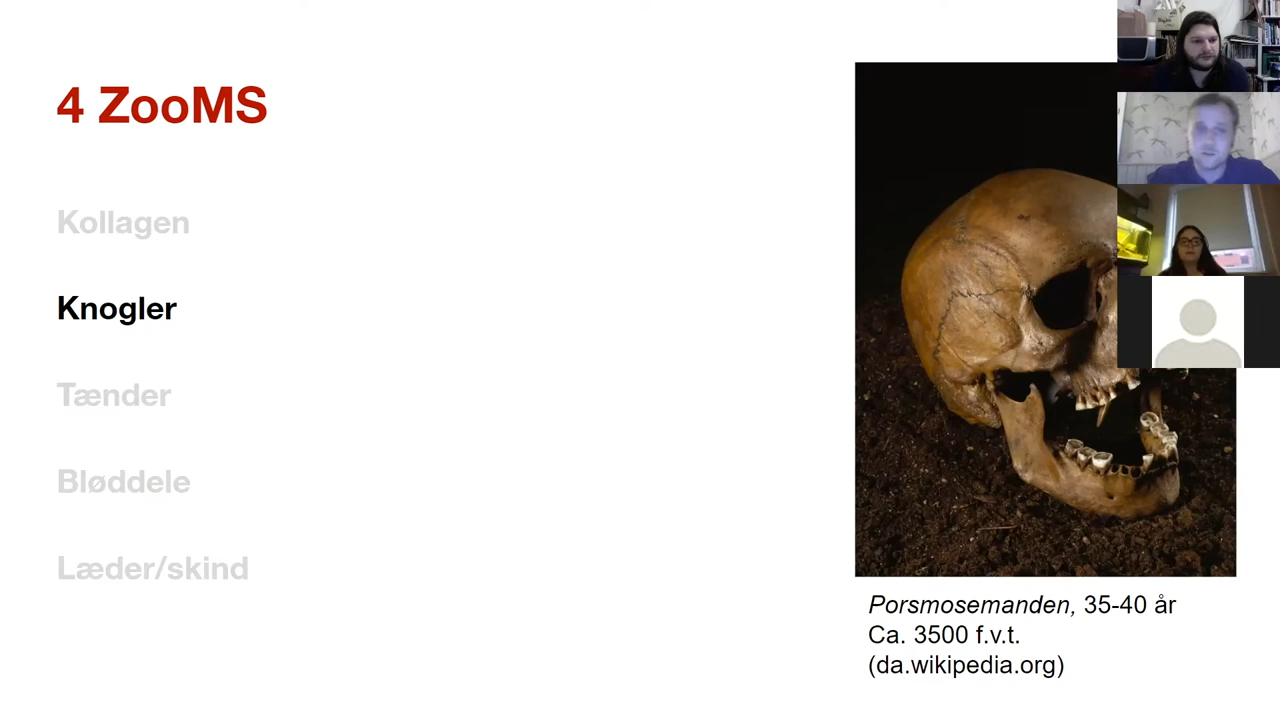 4 ZooMS
Kollagen
Knogler
Tænder
Bløddele
Læder/skind
Porsmosemanden, 35-40 år
Ca. 3500 f.v.t.
(da.wikipedia.org)